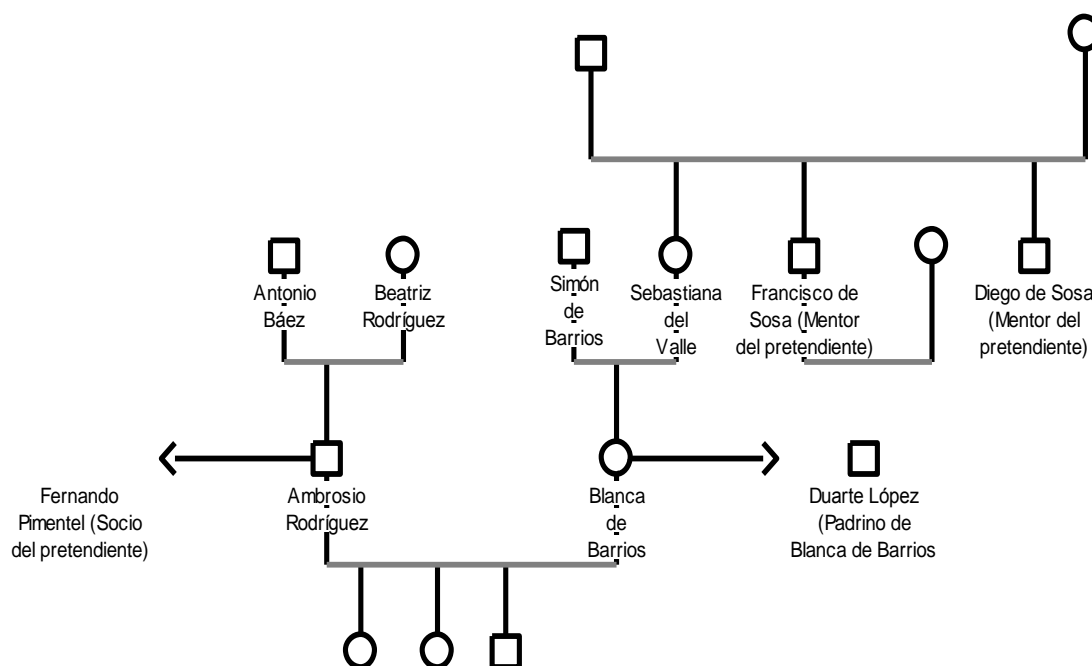 Antonio
Báez
Beatriz
Rodríguez
Simón
de
Barrios
Sebastiana
del
Valle
Francisco de
Sosa (Mentor
del pretendiente)
Diego de Sosa
(Mentor del
pretendiente)
Fernando
Pimentel (Socio
del pretendiente)
Ambrosio
Rodríguez
Blanca
de
Barrios
Duarte López
(Padrino de
Blanca de Barrios